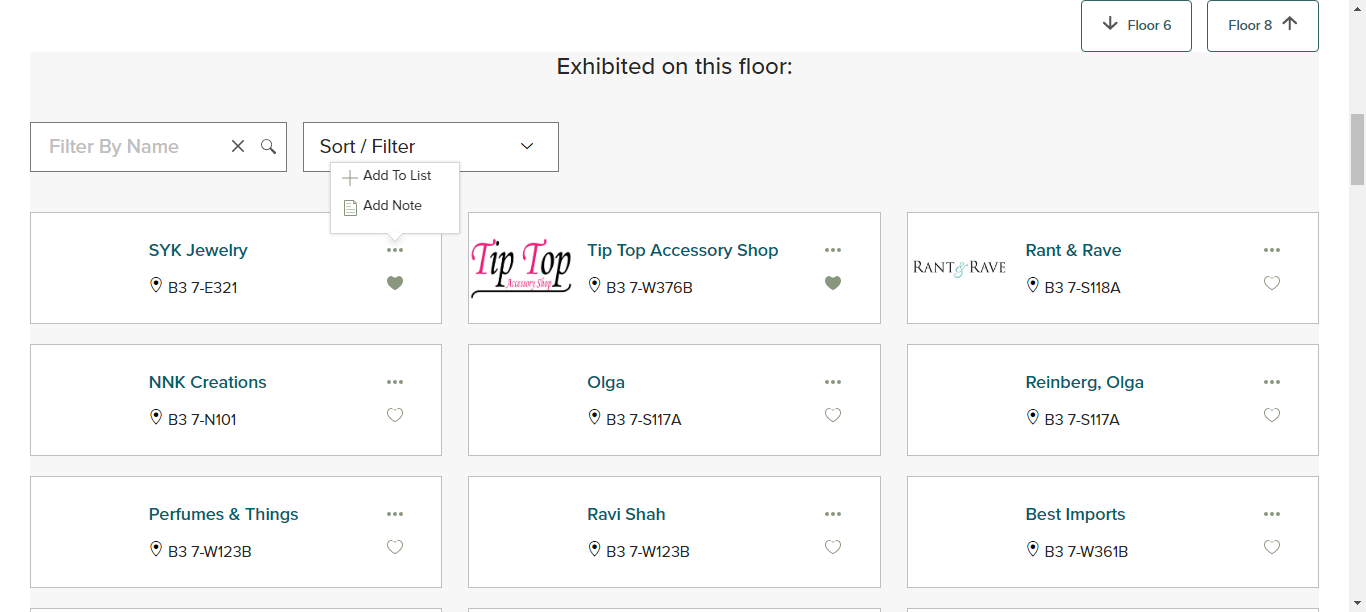 Floor 6
Floor 8
Exhibited on this floor:
Filter By Name
Sort / Filter
Add To List
Add Note
SYK Jewelry
B3 7-E321
Tip Top
Accessory Shop
Tip Top Accessory Shop
B3 7-W376B
RANT & RAVE
Rant & Rave
B3 7-S118A
NNK Creations
B3 7-N101
Olga
B3 7-S117A
Reinberg, Olga
B3 7-S117A
Perfumes & Things
B3 7-W123B
Ravi Shah
B3 7-W123B
Best Imports
B3 7-W361B